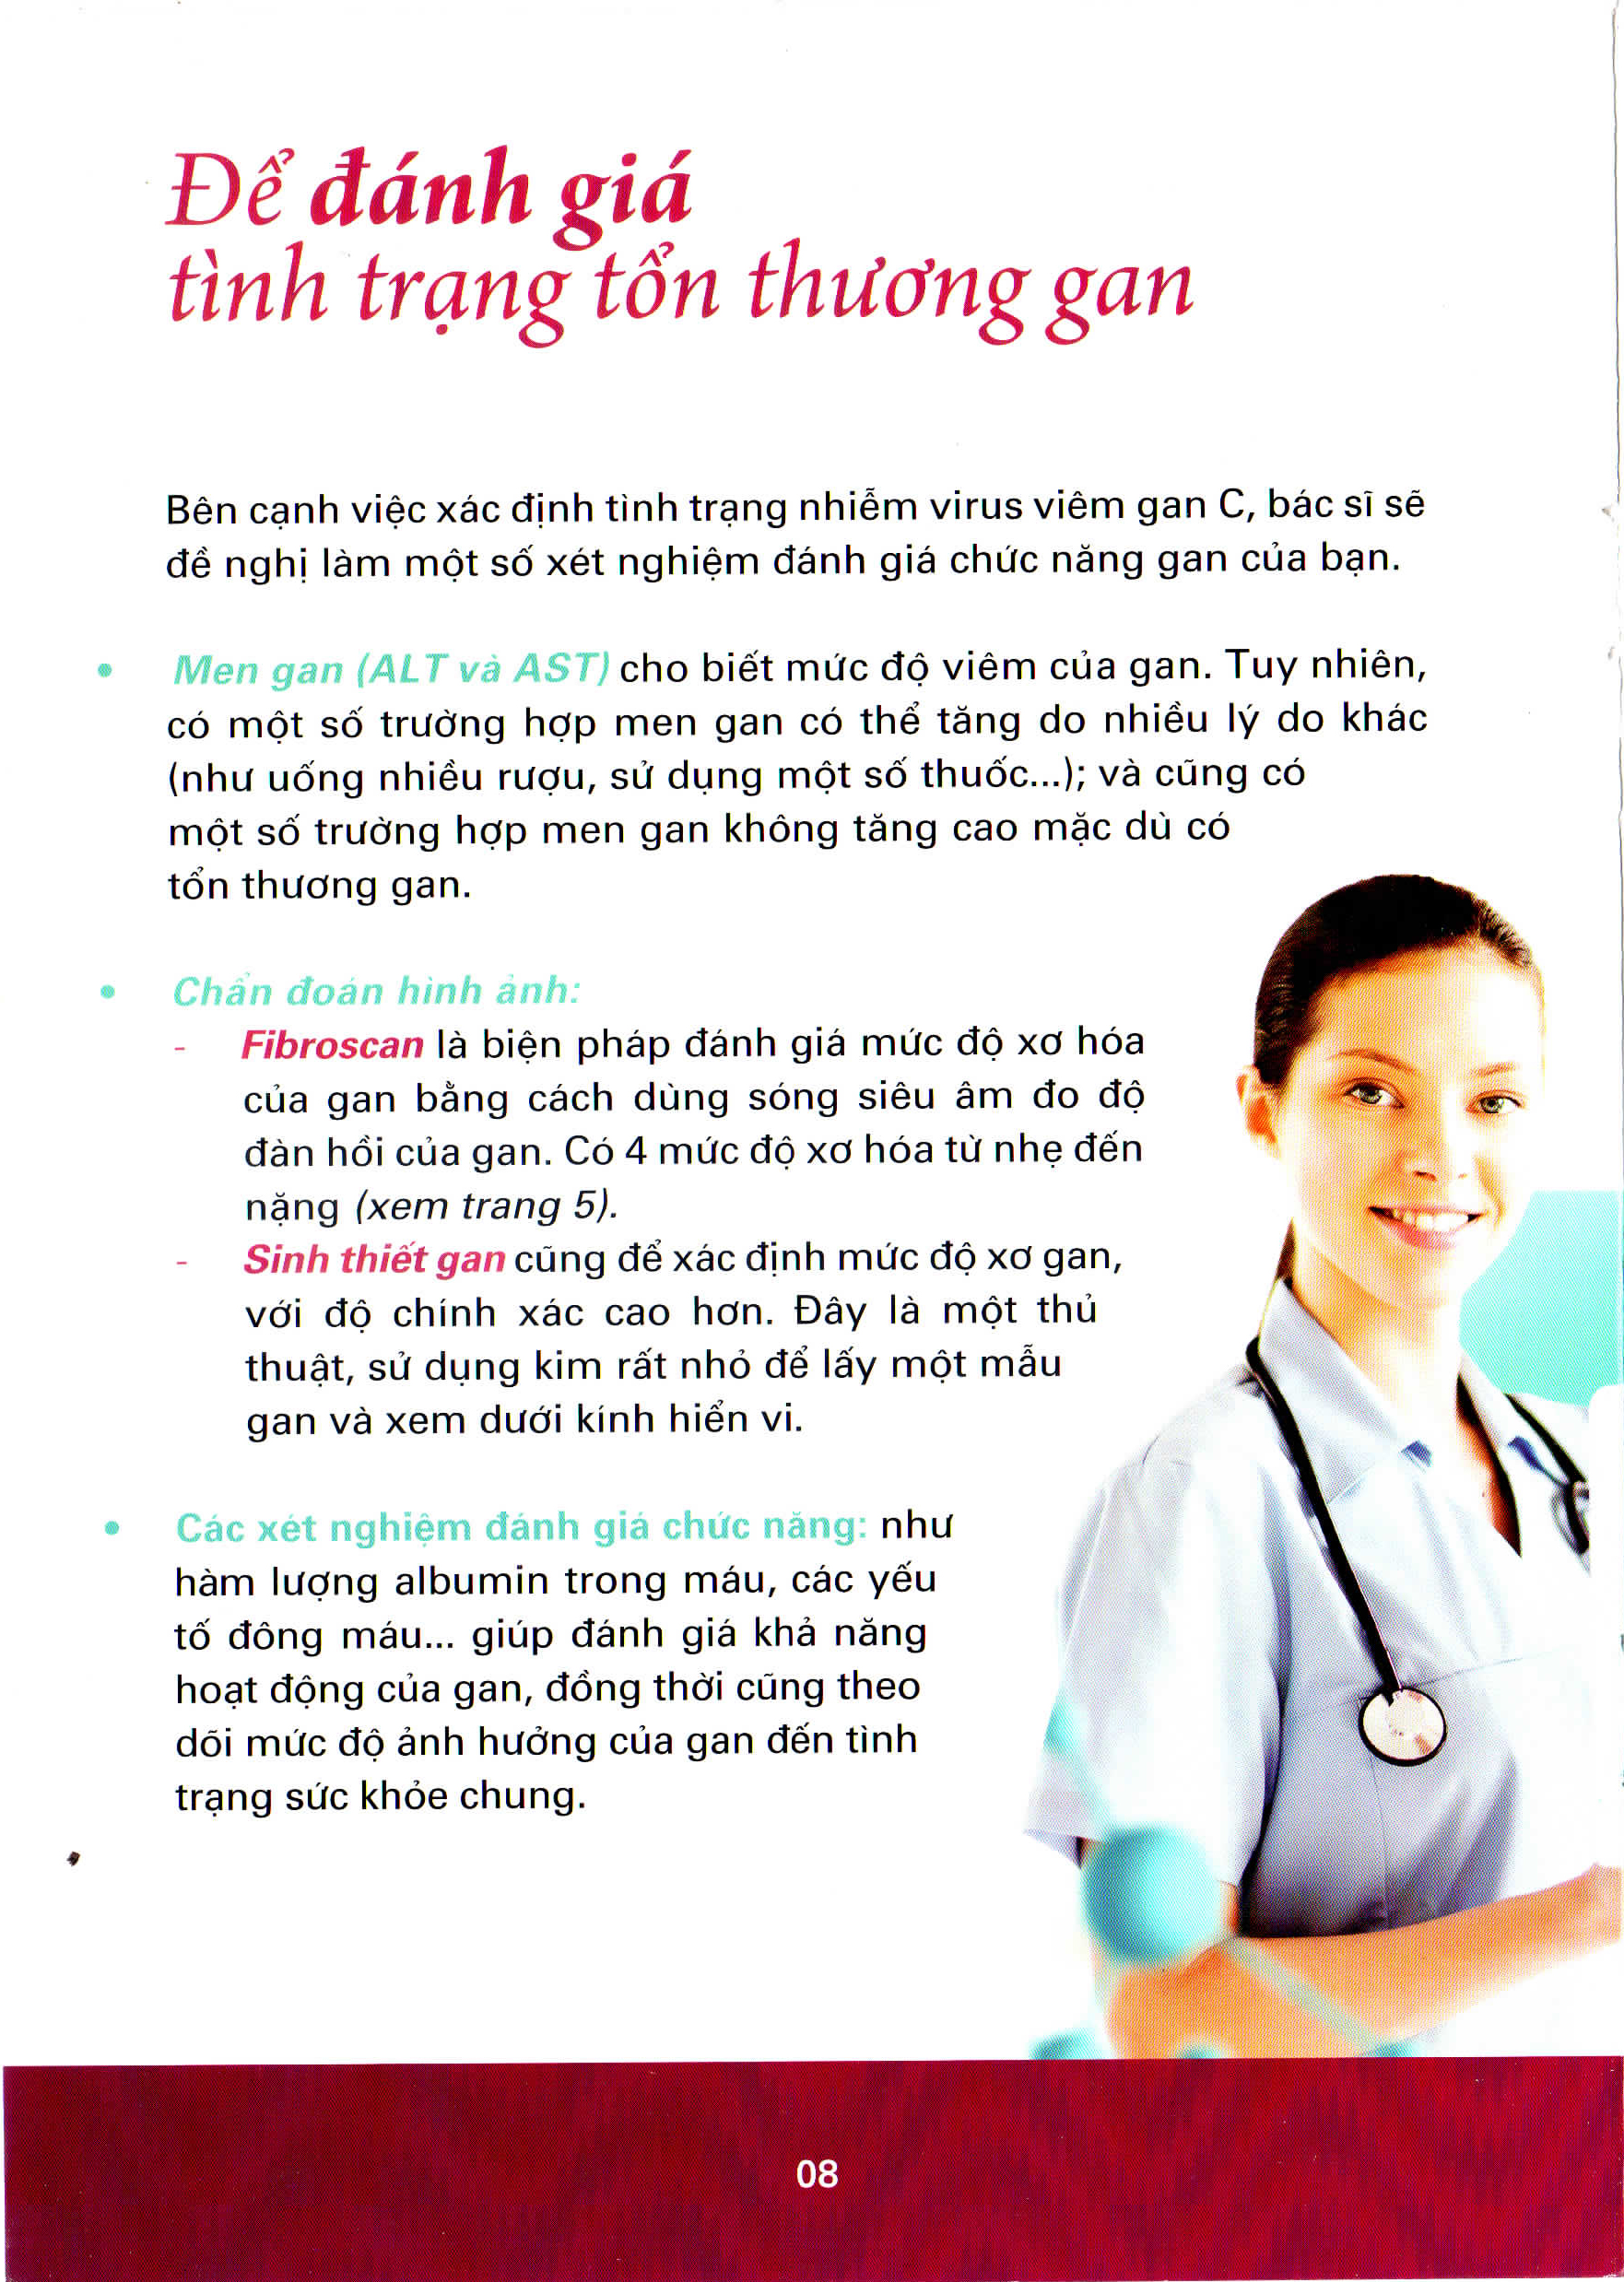 Để đánh giá
tình trạng tổn thương gan
Bên cạnh việc xác định tình trạng nhiễm virus viêm gan C, bác sĩ sẽ
đề nghị làm một số xét nghiệm đánh giá chức năng gan của bạn.
• Men gan (ALT và AST) cho biết mức độ viêm của gan. Tuy nhiên,
có một số trường hợp men gan có thể tăng do nhiều lý do khác
(như uống nhiều rượu, sử dụng một số thuốc...); và cũng có
một số trường hợp men gan không tăng cao mặc dù có
tổn thương gan.
• Chẩn đoán hình ảnh:
- Fibroscan là biện pháp đánh giá mức độ xơ hóa
của gan bằng cách dùng sóng siêu âm đo độ
đàn hồi của gan. Có 4 mức độ xơ hóa từ nhẹ đến
nặng (xem trang 5).
- Sinh thiết gan cũng để xác định mức độ xơ gan,
với độ chính xác cao hơn. Đây là một thủ
thuật, sử dụng kim rất nhỏ để lấy một mẫu
gan và xem dưới kính hiển vi.
• Các xét nghiệm đánh giá chức năng: như
hàm lượng albumin trong máu, các yếu
tố đông máu... giúp đánh giá khả năng
hoạt động của gan, đồng thời cũng theo
dõi mức độ ảnh hưởng của gan đến tình
trạng sức khỏe chung.
08